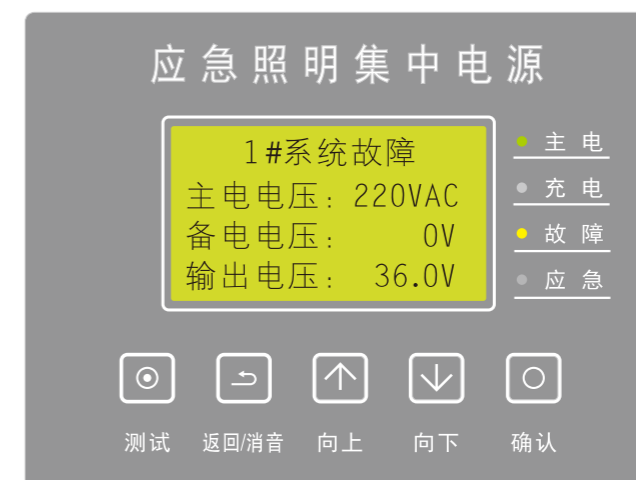 应急照明集中电源
1#系统故障
主电电压：220VAC
备电电压：0V
输出电压：36.0V
主电
充电
故障
应急
测试 返回/消音 向上 向下 确认